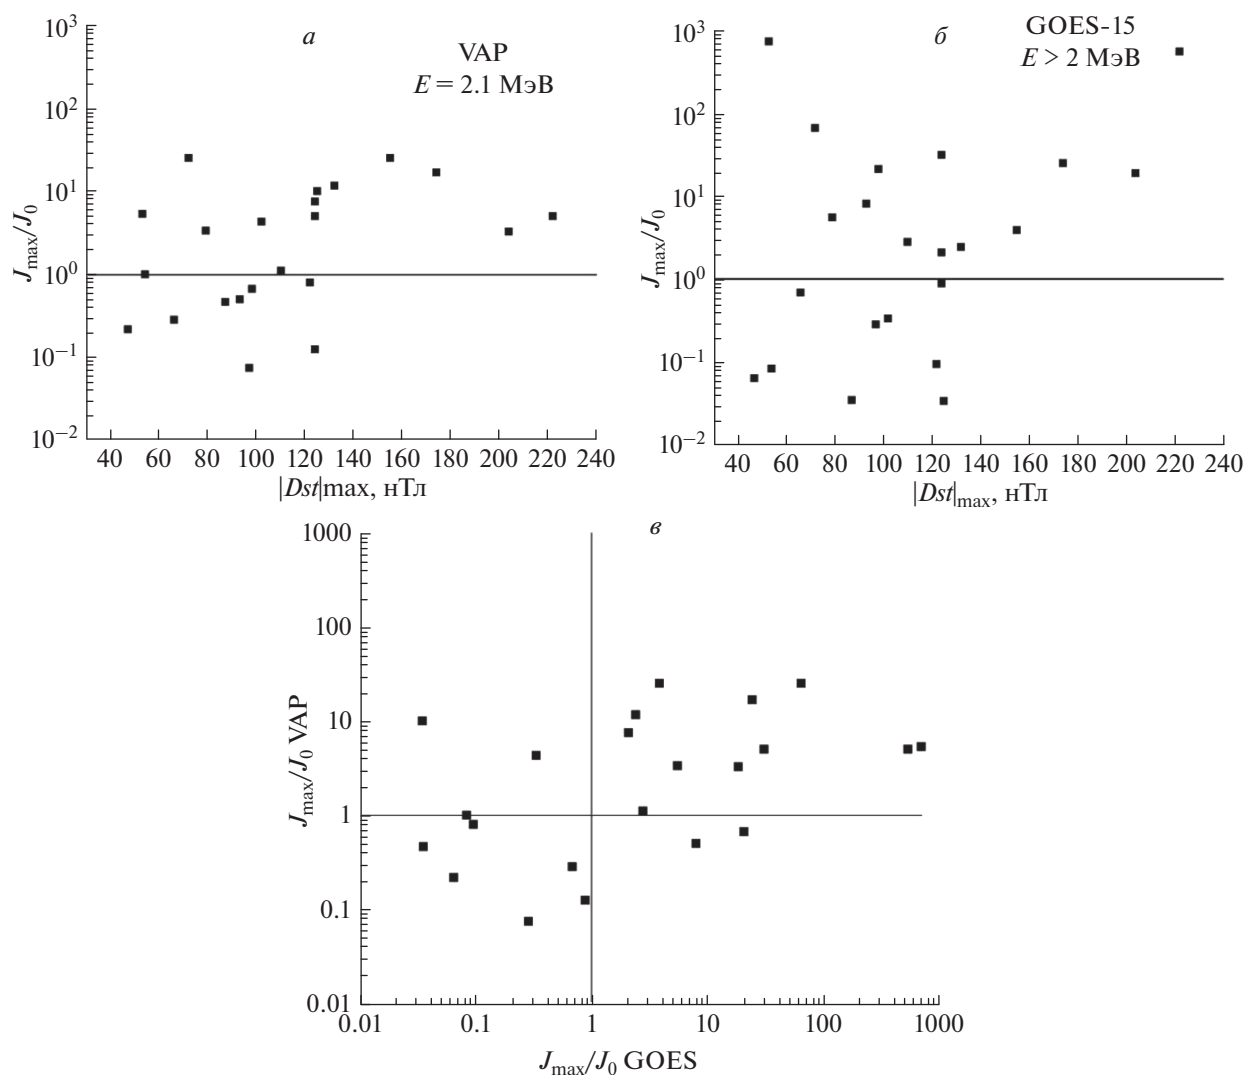 а
VAP
E = 2.1 МэВ
10³
10²
10¹
10⁰
10⁻¹
10⁻²
J_max/J_0
40 60 80 100 120 140 160 180 200 220 240
|Dst|max, нТл
б
GOES-15
E > 2 МэВ
10³
10²
10¹
10⁰
10⁻¹
10⁻²
J_max/J_0
40 60 80 100 120 140 160 180 200 220 240
|Dst|_max, нТл
в
1000
100
10
1
0.1
0.01
J_max/J_0 VAP
0.01 0.1 1 10 100 1000
J_max/J_0 GOES